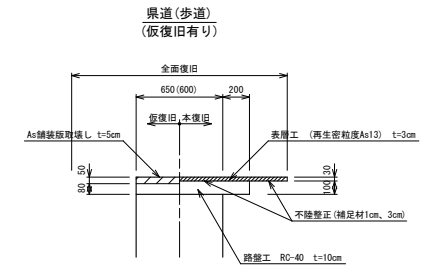 県道(歩道)
(仮復旧有り)
全面復旧
650(600) 200
仮復旧 本復旧
As舗装版取壊し t=5cm
表層工 (再生密粒度As13) t=3cm
50
80
30
100
不陸整正(補足材1cm、3cm)
路盤工 RC-40 t=10cm